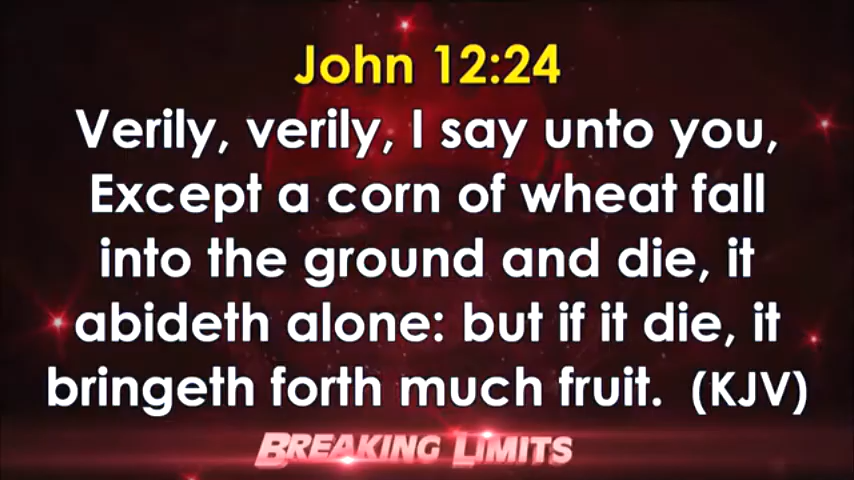 John 12:24
Verily, verily, I say unto you,
Except a corn of wheat fall
into the ground and die, it
abideth alone: but if it die, it
bringeth forth much fruit. (KJV)
BREAKING LIMITS